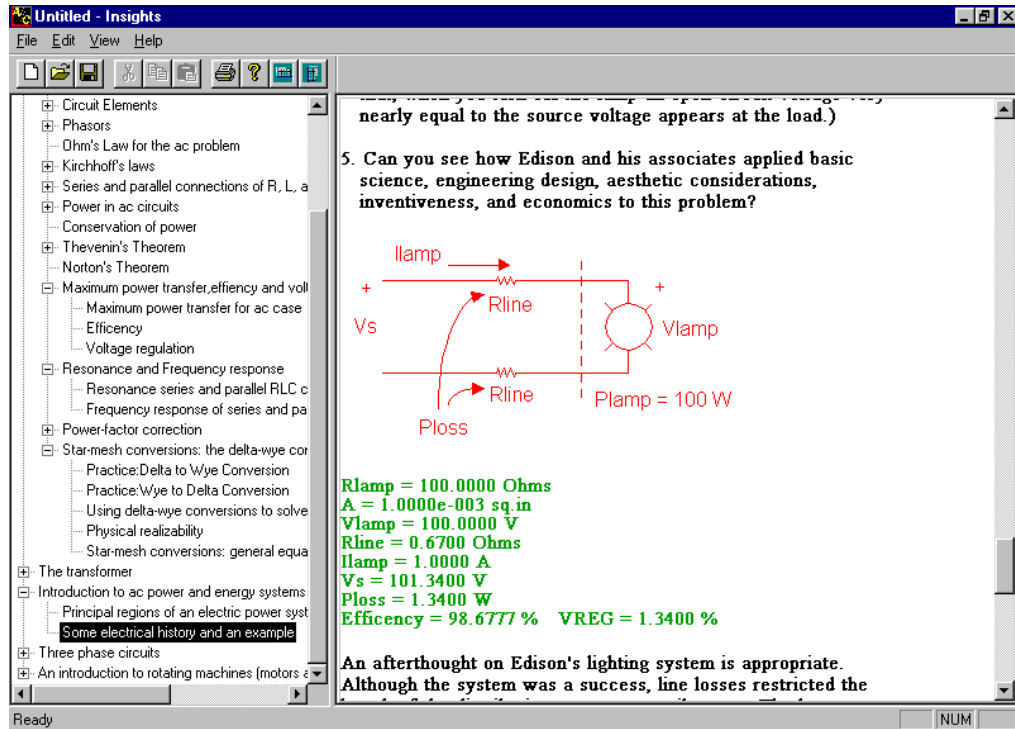 Untitled - Insights
File Edit View Help
Circuit Elements
Phasors
Ohm's Law for the ac problem
Kirchhoff's laws
Series and parallel connections of R, L, a
Power in ac circuits
Conservation of power
Thevenin's Theorem
Norton's Theorem
Maximum power transfer,effiency and volt
Maximum power transfer for ac case
Efficency
Voltage regulation
Resonance and Frequency response
Resonance series and parallel RLC c
Frequency response of series and pa
Power-factor correction
Star-mesh conversions: the delta-wye con
Practice:Delta to Wye Conversion
Practice:Wye to Delta Conversion
Using delta-wye conversions to solve
Physical realizability
Star-mesh conversions: general equa
The transformer
Introduction to ac power and energy systems
Principal regions of an electric power syst
Some electrical history and an example
Three phase circuits
An introduction to rotating machines (motors a
nearly equal to the source voltage appears at the load.)
5. Can you see how Edison and his associates applied basic
science, engineering design, aesthetic considerations,
inventiveness, and economics to this problem?
Ilamp
+ Rline +
Vs Vlamp
Rline Plamp = 100 W
Ploss
Rlamp = 100.0000 Ohms
A = 1.0000e-003 sq.in
Vlamp = 100.0000 V
Rline = 0.6700 Ohms
Ilamp = 1.0000 A
Vs = 101.3400 V
Ploss = 1.3400 W
Efficency = 98.6777 % VREG = 1.3400 %
An afterthought on Edison's lighting system is appropriate.
Although the system was a success, line losses restricted the
Ready NUM